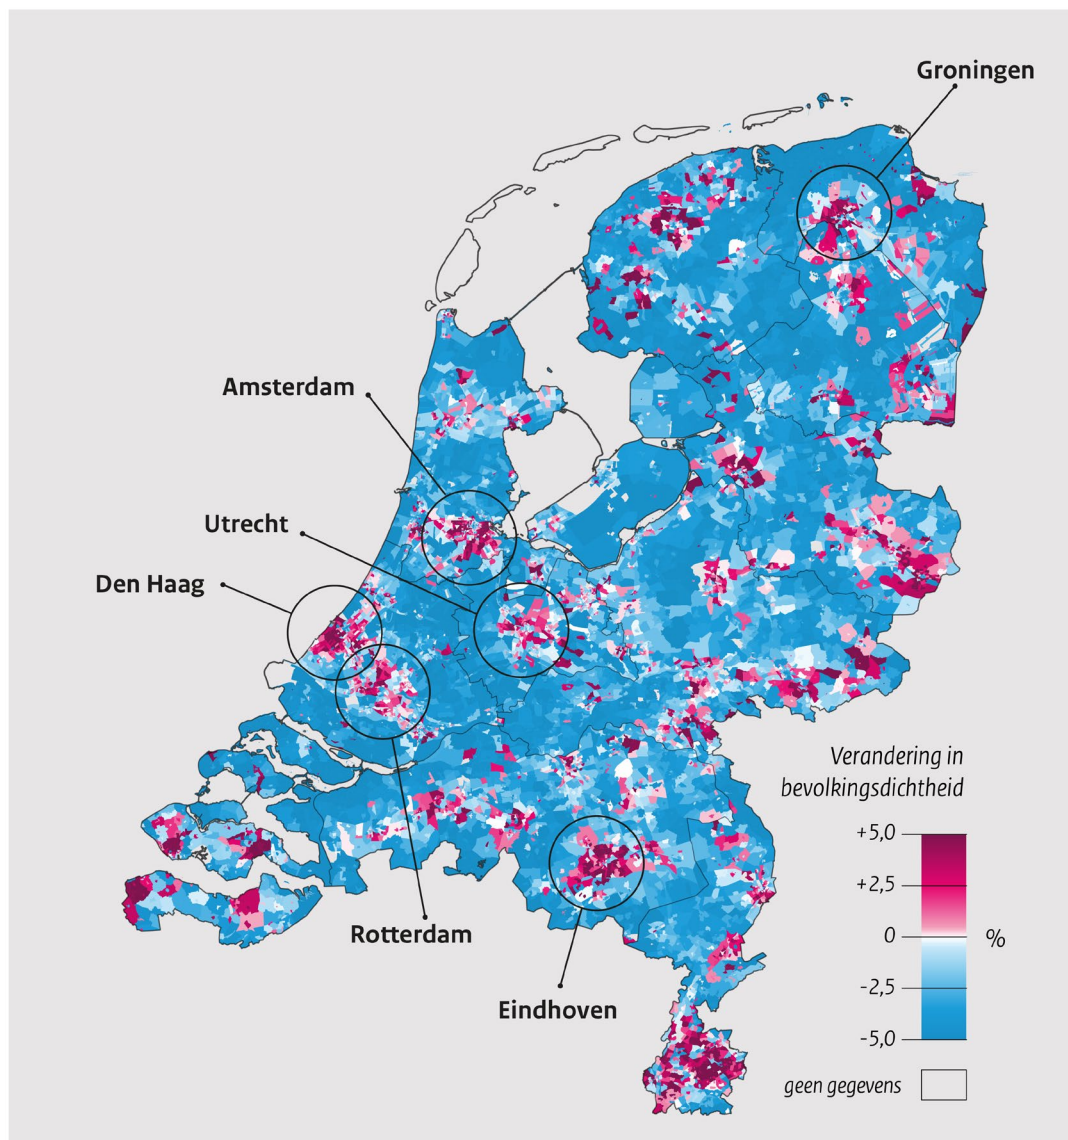 Groningen
Amsterdam
Utrecht
Den Haag
Rotterdam
Eindhoven
Verandering in
bevolkingsdichtheid
+5,0
+2,5
0
%
-2,5
-5,0
geen gegevens